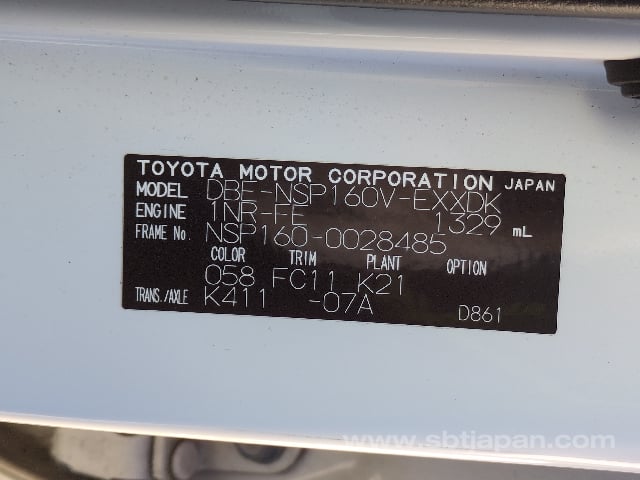 TOYOTA MOTOR CORPORATION JAPAN
MODEL DBE-NSP160V-EXXDK
ENGINE 1NR-FE 1329 mL
FRAME No. NSP160-0028485
COLOR TRIM PLANT OPTION
058 FC11 K21
TRANS./AXLE K411 -07A D861
www.sbtjapan.com